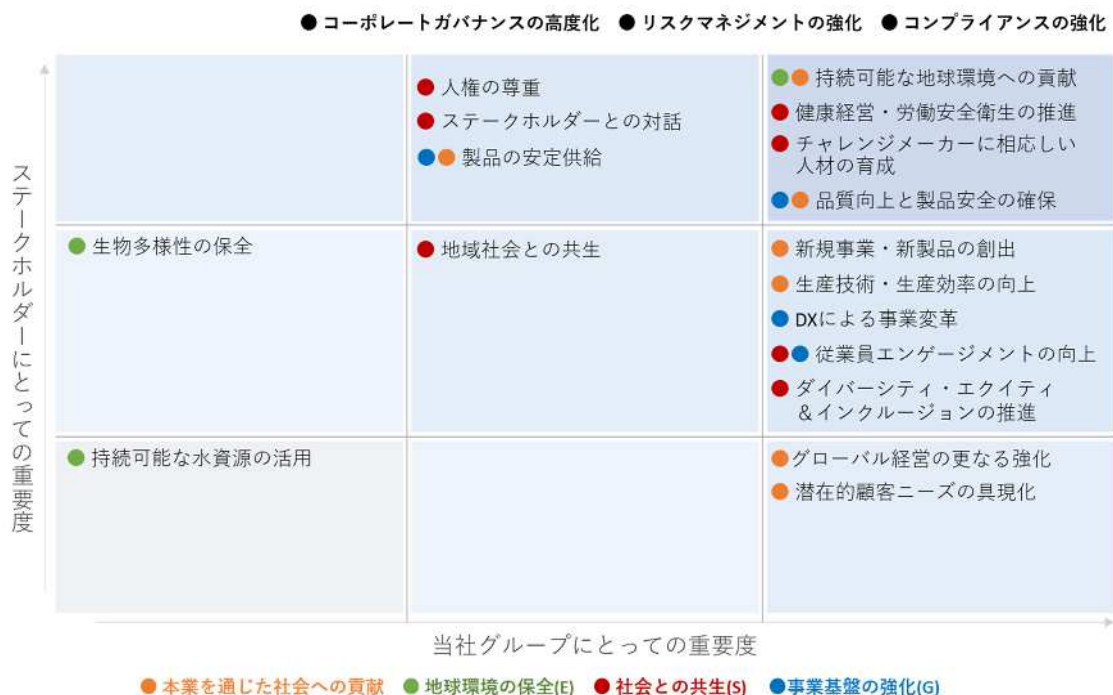 ● コーポレートガバナンスの高度化 ● リスクマネジメントの強化 ● コンプライアンスの強化
ステークホルダーにとっての重要度
● 人権の尊重
● ステークホルダーとの対話
●● 製品の安定供給
●● 持続可能な地球環境への貢献
● 健康経営・労働安全衛生の推進
● チャレンジメーカーに相応しい
人材の育成
●● 品質向上と製品安全の確保
● 生物多様性の保全
● 地域社会との共生
● 新規事業・新製品の創出
● 生産技術・生産効率の向上
● DXによる事業変革
●● 従業員エンゲージメントの向上
● ダイバーシティ・エクイティ
＆インクルージョンの推進
● 持続可能な水資源の活用
● グローバル経営の更なる強化
● 潜在的顧客ニーズの具現化
当社グループにとっての重要度
● 本業を通じた社会への貢献 ● 地球環境の保全(E) ● 社会との共生(S) ● 事業基盤の強化(G)